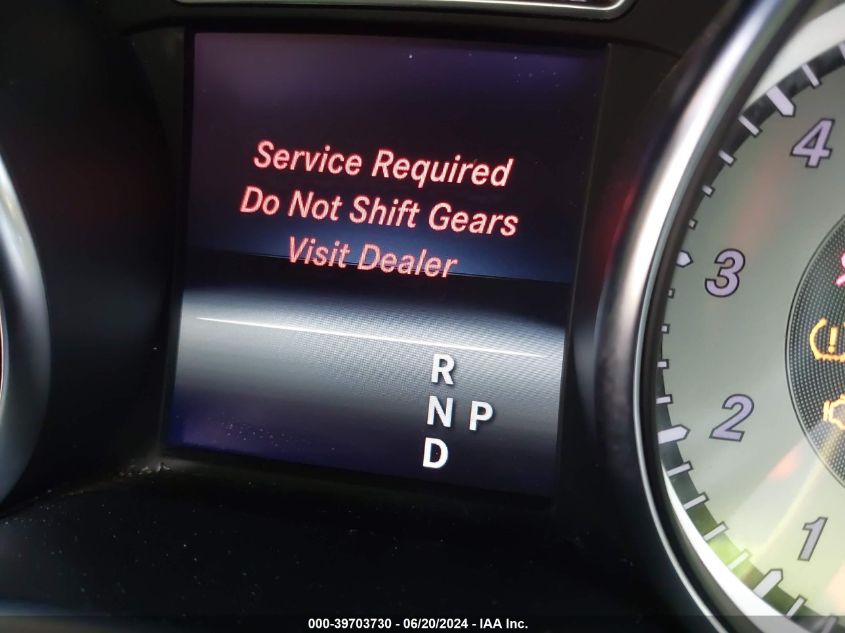 Service Required
Do Not Shift Gears
Visit Dealer
R
N P
D
4
3
2
1
000-39703730 - 06/20/2024 - IAA Inc.